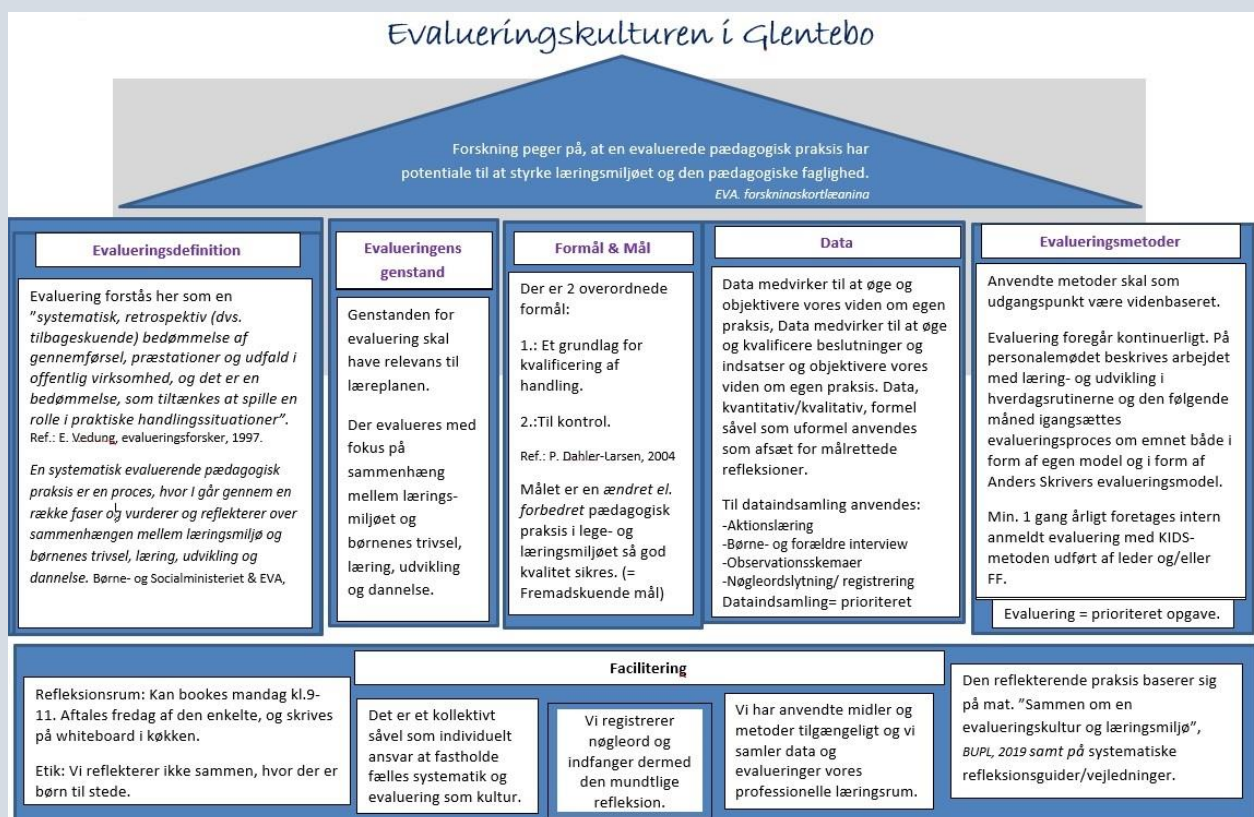 Evalueringskulturen i Glentebo
Forskning peger på, at en evaluerede pædagogisk praksis har
potentiale til at styrke læringsmiljøet og den pædagogiske faglighed.
EVA. forskninaskortlæanina
Evalueringsdefinition
Evaluering forstås her som en
"systematisk, retrospektiv (dvs.
tilbageskuende) bedømmelse af
gennemførsel, præstationer og udfald i
offentlig virksomhed, og det er en
bedømmelse, som tiltænkes at spille en
rolle i praktiske handlingssituationer".
Ref.: E. Vedung, evalueringsforsker, 1997.
En systematisk evaluerende pædagogisk
praksis er en proces, hvor I går gennem en
række faser og vurderer og reflekterer over
sammenhængen mellem læringsmiljø og
børnenes trivsel, læring, udvikling og
dannelse. Børne- og Socialministeriet & EVA,
Evalueringens
genstand
Genstanden for
evaluering skal
have relevans til
læreplanen.
Der evalueres med
fokus på
sammenhæng
mellem lærings-
miljøet og
børnenes trivsel,
læring, udvikling
og dannelse.
Formål & Mål
Der er 2 overordnede
formål:
1.: Et grundlag for
kvalificering af
handling.
2.:Til kontrol.
Ref.: P. Dahler-Larsen, 2004
Målet er en ændret el.
forbedret pædagogisk
praksis i lege- og
læringsmiljøet så god
kvalitet sikres. (=
Fremadskuende mål)
Data
Data medvirker til at øge og
objektivere vores viden om egen
praksis, Data medvirker til at øge
og kvalificere beslutninger og
indsatser og objektivere vores
viden om egen praksis. Data,
kvantitativ/kvalitativ, formel
såvel som uformel anvendes
som afsæt for målrettede
refleksioner.
Til dataindsamling anvendes:
-Aktionslæring
-Børne- og forældre interview
-Observationsskemaer
-Nøgleordslytning/ registrering
Dataindsamling= prioriteret
Evalueringsmetoder
Anvendte metoder skal som
udgangspunkt være videnbaseret.
Evaluering foregår kontinuerligt. På
personalemødet beskrives arbejdet
med læring- og udvikling i
hverdagsrutinerne og den følgende
måned igangsættes
evalueringsproces om emnet både i
form af egen model og i form af
Anders Skrivers evalueringsmodel.
Min. 1 gang årligt foretages intern
anmeldt evaluering med KIDS-
metoden udført af leder og/eller
FF.
Evaluering = prioriteret opgave.
Facilitering
Refleksionsrum: Kan bookes mandag kl.9-
11. Aftales fredag af den enkelte, og skrives
på whiteboard i køkken.
Etik: Vi reflekterer ikke sammen, hvor der er
børn til stede.
Det er et kollektivt
såvel som individuelt
ansvar at fastholde
fælles systematik og
evaluering som kultur.
Vi registrerer
nøgleord og
indfanger dermed
den mundtlige
refleksion.
Vi har anvendte midler og
metoder tilgængeligt og vi
samler data og
evalueringer vores
professionelle læringsrum.
Den reflekterende praksis baserer sig
på mat. "Sammen om en
evalueringskultur og læringsmiljø",
BUPL, 2019 samt på systematiske
refleksionsguider/vejledninger.